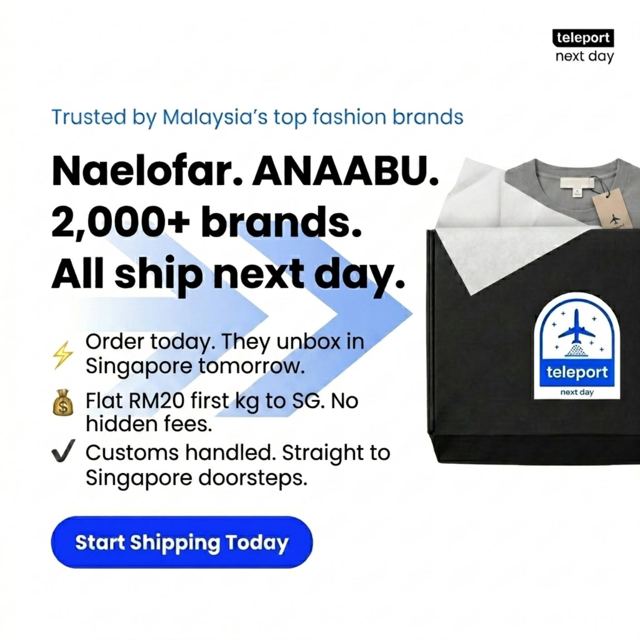 teleport
next day
Trusted by Malaysia's top fashion brands
Naelofar. ANAABU.
2,000+ brands.
All ship next day.
⚡ Order today. They unbox in
Singapore tomorrow.
💰 Flat RM20 first kg to SG. No
hidden fees.
✔ Customs handled. Straight to
Singapore doorsteps.
teleport
next day
Start Shipping Today